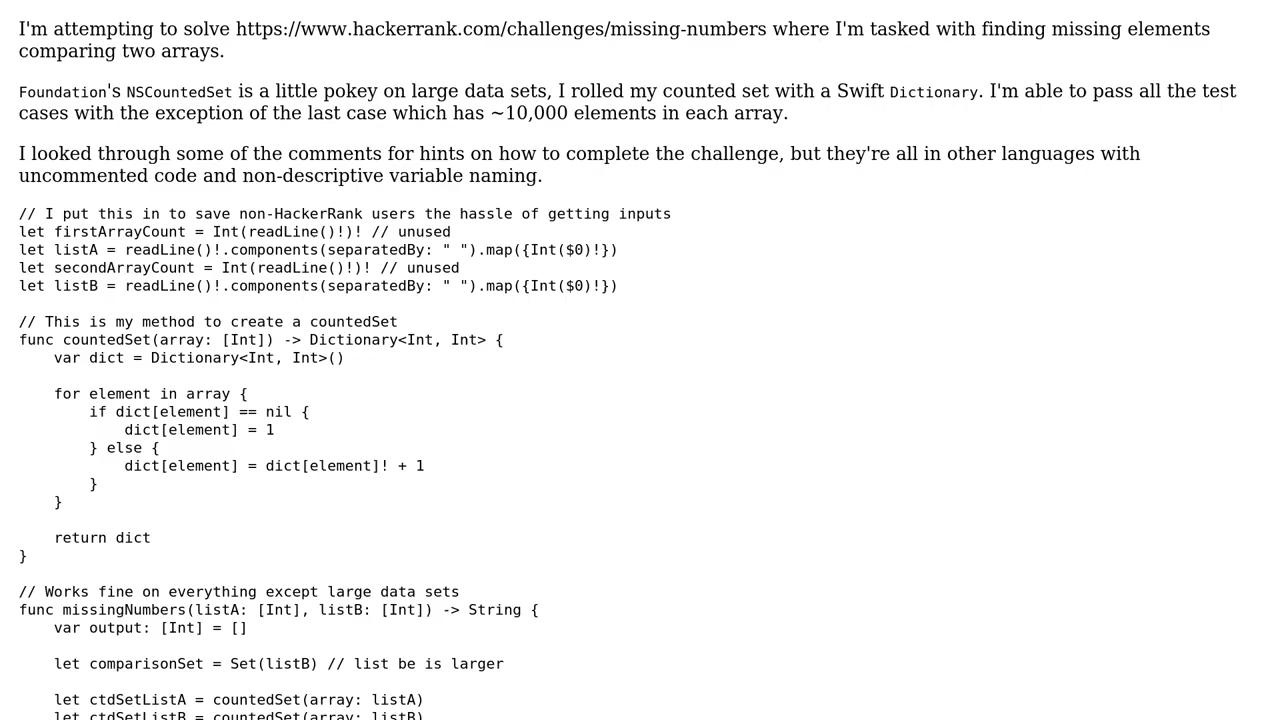 I'm attempting to solve https://www.hackerrank.com/challenges/missing-numbers where I'm tasked with finding missing elements
comparing two arrays.
Foundation's NSCountedSet is a little pokey on large data sets, I rolled my counted set with a Swift Dictionary. I'm able to pass all the test
cases with the exception of the last case which has ~10,000 elements in each array.
I looked through some of the comments for hints on how to complete the challenge, but they're all in other languages with
uncommented code and non-descriptive variable naming.
// I put this in to save non-HackerRank users the hassle of getting inputs
let firstArrayCount = Int(readLine()!)! // unused
let listA = readLine()!.components(separatedBy: " ").map({Int($0)!})
let secondArrayCount = Int(readLine()!)! // unused
let listB = readLine()!.components(separatedBy: " ").map({Int($0)!})
// This is my method to create a countedSet
func countedSet(array: [Int]) -> Dictionary<Int, Int> {
    var dict = Dictionary<Int, Int>()
    for element in array {
        if dict[element] == nil {
            dict[element] = 1
        } else {
            dict[element] = dict[element]! + 1
        }
    }
    return dict
}
// Works fine on everything except large data sets
func missingNumbers(listA: [Int], listB: [Int]) -> String {
    var output: [Int] = []
    let comparisonSet = Set(listB) // list be is larger
    let ctdSetListA = countedSet(array: listA)
    let ctdSetListB = countedSet(array: listB)